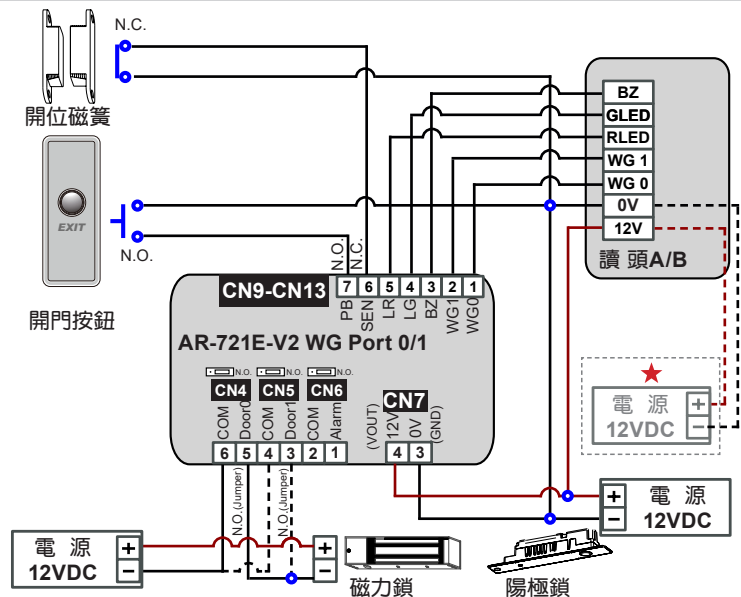 N.C.
開位磁簧
EXIT
N.O.
開門按鈕
BZ
GLED
RLED
WG 1
WG 0
0V
12V
讀 頭A/B
N.O.
N.C.
CN9-CN13
7 6 5 4 3 2 1
PB
SEN
LR
LG
BZ
WG1
WG0
AR-721E-V2 WG Port 0/1
N.O. N.O. N.O.
CN4 CN5 CN6
COM
Door0
COM
Door1
COM
Alarm
6 5 4 3 2 1
CN7
(VOUT)
12V
0V
(GND)
4 3
N.O.(Jumper)
N.O.(Jumper)
★
電 源
12VDC
+
−
+
−
電 源
12VDC
電 源
12VDC
+
−
+
−
磁力鎖
陽極鎖